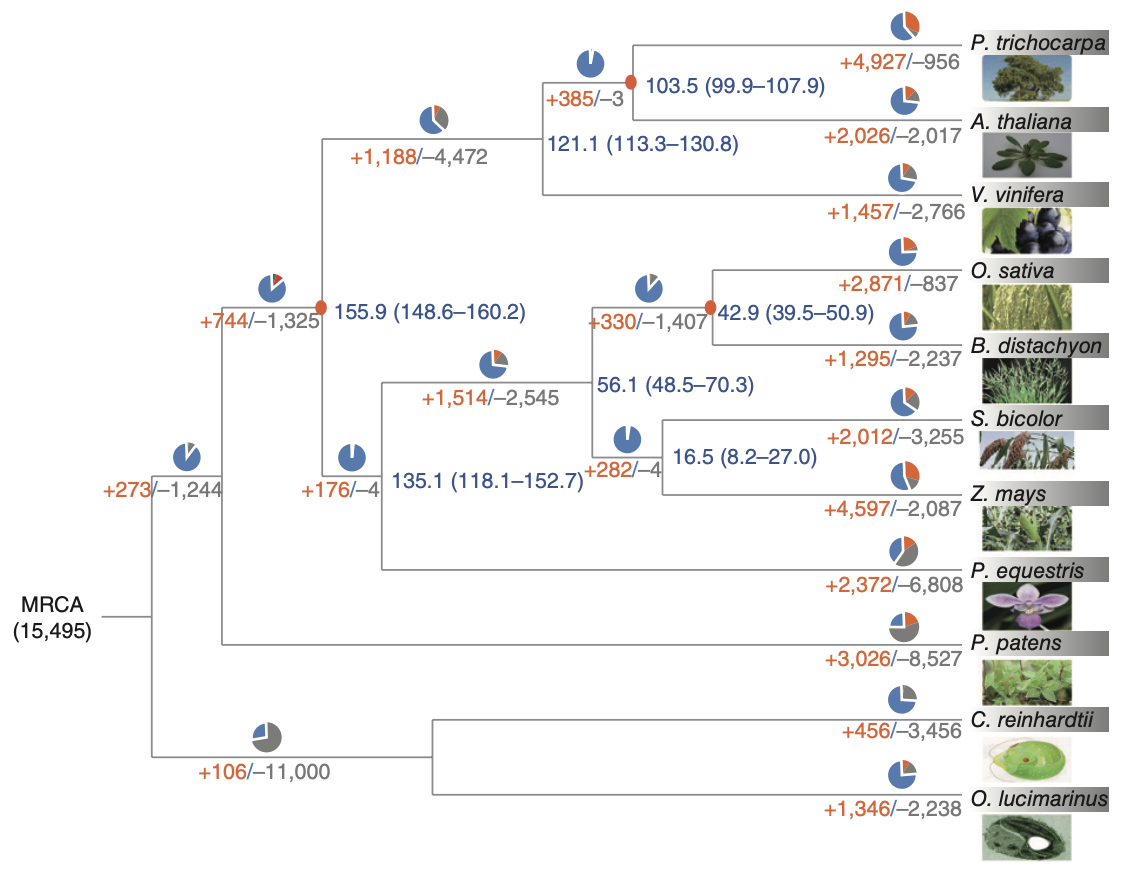 P. trichocarpa
+4,927/–956
+385/–3
103.5 (99.9–107.9)
A. thaliana
+2,026/–2,017
121.1 (113.3–130.8)
+1,188/–4,472
V. vinifera
+1,457/–2,766
O. sativa
+2,871/–837
+744/–1,325
155.9 (148.6–160.2)
+330/–1,407
42.9 (39.5–50.9)
B. distachyon
+1,295/–2,237
56.1 (48.5–70.3)
+1,514/–2,545
S. bicolor
+2,012/–3,255
16.5 (8.2–27.0)
+282/–4
135.1 (118.1–152.7)
+273/–1,244
+176/–4
Z. mays
+4,597/–2,087
P. equestris
+2,372/–6,808
MRCA
(15,495)
P. patens
+3,026/–8,527
C. reinhardtii
+456/–3,456
+106/–11,000
O. lucimarinus
+1,346/–2,238